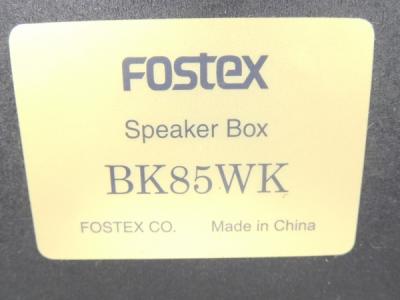 Fostex
Speaker Box
BK85WK
FOSTEX CO. Made in China